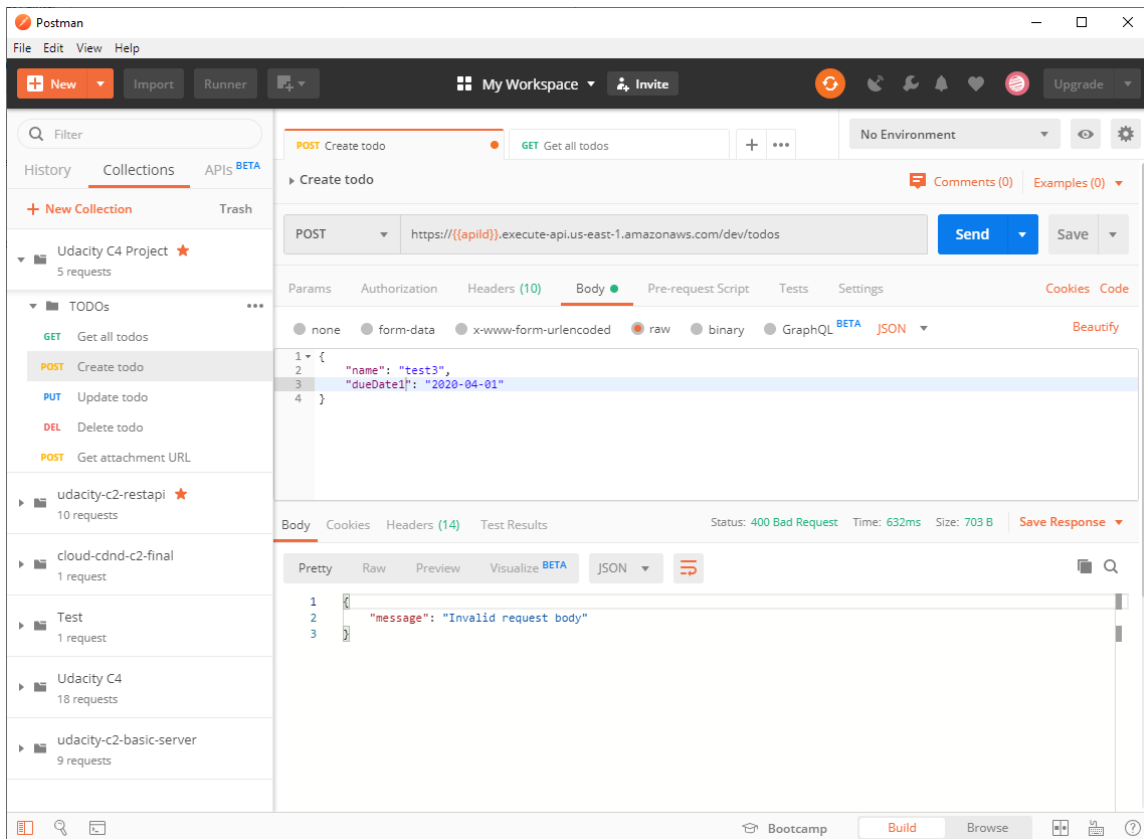 Postman
File Edit View Help
New Import Runner My Workspace Invite Upgrade
Filter
History Collections APIs BETA
+ New Collection Trash
Udacity C4 Project
5 requests
TODOs
GET Get all todos
POST Create todo
PUT Update todo
DEL Delete todo
POST Get attachment URL
udacity-c2-restapi
10 requests
cloud-cdnd-c2-final
1 request
Test
1 request
Udacity C4
18 requests
udacity-c2-basic-server
9 requests
POST Create todo GET Get all todos + ••• No Environment
Create todo Comments (0) Examples (0)
POST https://{{apiId}}.execute-api.us-east-1.amazonaws.com/dev/todos Send Save
Params Authorization Headers (10) Body Pre-request Script Tests Settings Cookies Code
none form-data x-www-form-urlencoded raw binary GraphQL BETA JSON Beautify
1 {
2 "name": "test3",
3 "dueDate1": "2020-04-01"
4 }
Body Cookies Headers (14) Test Results Status: 400 Bad Request Time: 632ms Size: 703 B Save Response
Pretty Raw Preview Visualize BETA JSON
1 {
2 "message": "Invalid request body"
3 }
Bootcamp Build Browse